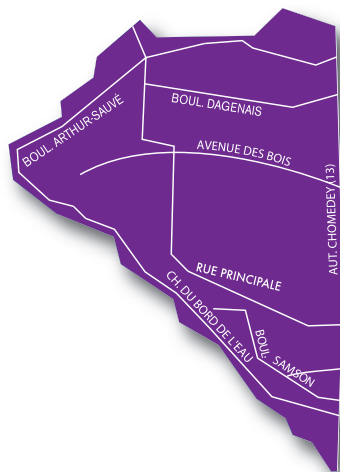 BOUL. DAGENAIS
BOUL. ARTHUR-SAUVÉ
AVENUE DES BOIS
AUT. CHOMEDEY (13)
RUE PRINCIPALE
CH. DU BORD DE L'EAU
BOUL. SAMSON